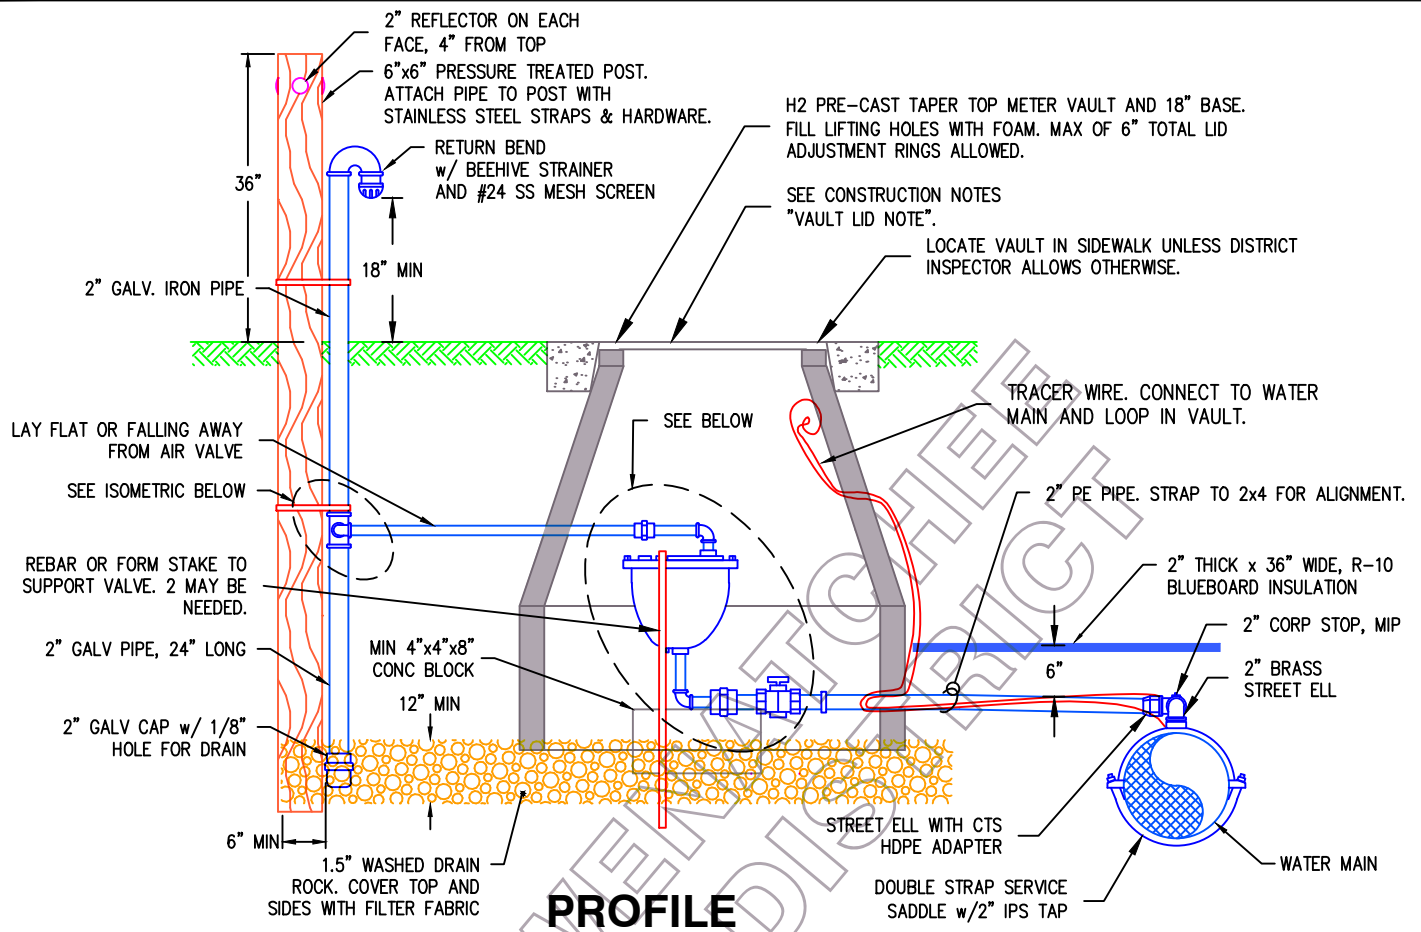 2" REFLECTOR ON EACH
FACE, 4" FROM TOP
6"x6" PRESSURE TREATED POST.
ATTACH PIPE TO POST WITH
STAINLESS STEEL STRAPS & HARDWARE.
H2 PRE-CAST TAPER TOP METER VAULT AND 18" BASE.
FILL LIFTING HOLES WITH FOAM. MAX OF 6" TOTAL LID
ADJUSTMENT RINGS ALLOWED.
RETURN BEND
w/ BEEHIVE STRAINER
AND #24 SS MESH SCREEN
36"
SEE CONSTRUCTION NOTES
"VAULT LID NOTE".
LOCATE VAULT IN SIDEWALK UNLESS DISTRICT
INSPECTOR ALLOWS OTHERWISE.
18" MIN
2" GALV. IRON PIPE
TRACER WIRE. CONNECT TO WATER
MAIN AND LOOP IN VAULT.
SEE BELOW
LAY FLAT OR FALLING AWAY
FROM AIR VALVE
SEE ISOMETRIC BELOW
2" PE PIPE. STRAP TO 2x4 FOR ALIGNMENT.
REBAR OR FORM STAKE TO
SUPPORT VALVE. 2 MAY BE
NEEDED.
2" THICK x 36" WIDE, R-10
BLUEBOARD INSULATION
2" CORP STOP, MIP
2" GALV PIPE, 24" LONG
MIN 4"x4"x8"
CONC BLOCK
6"
2" BRASS
STREET ELL
12" MIN
2" GALV CAP w/ 1/8"
HOLE FOR DRAIN
6" MIN
1.5" WASHED DRAIN
ROCK. COVER TOP AND
SIDES WITH FILTER FABRIC
STREET ELL WITH CTS
HDPE ADAPTER
WATER MAIN
DOUBLE STRAP SERVICE
SADDLE w/2" IPS TAP
PROFILE
WENATCHEE
DISTRICT